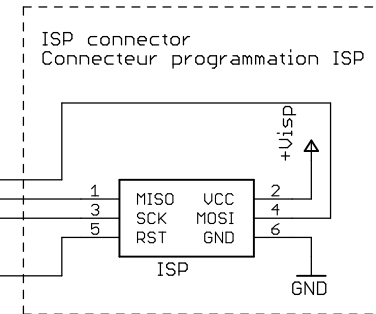 ISP connector
Connecteur programmation ISP
+Visp
1 MISO VCC 2
3 SCK MOSI 4
5 RST GND 6
ISP
GND